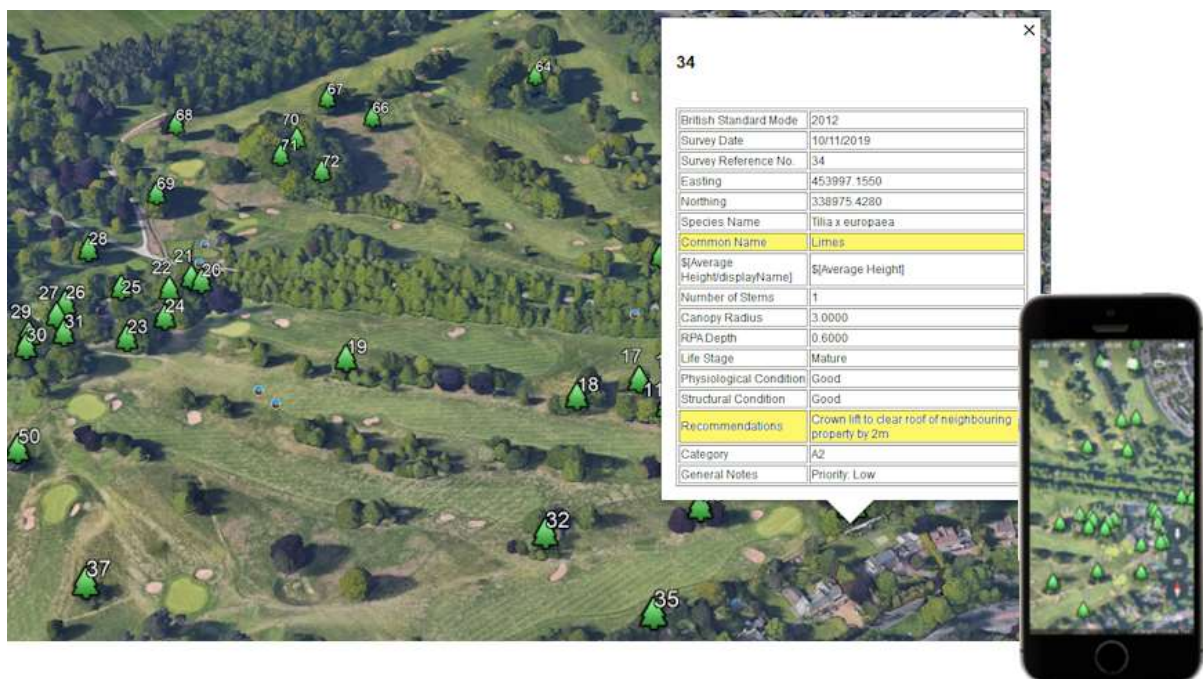 34
British Standard Mode 2012
Survey Date 10/11/2019
Survey Reference No. 34
Easting 453997.1550
Northing 338975.4280
Species Name Tilia x europaea
Common Name Limes
$[Average
Height/displayName] $[Average Height]
Number of Stems 1
Canopy Radius 3.0000
RPA Depth 0.6000
Life Stage Mature
Physiological Condition Good
Structural Condition Good
Recommendations Crown lift to clear roof of neighbouring
property by 2m
Category A2
General Notes Priority: Low
64
67
66
68
70
71
72
69
28
21
22
20
25
27
26
24
29
31
23
30
19
17
18
11
50
32
37
35